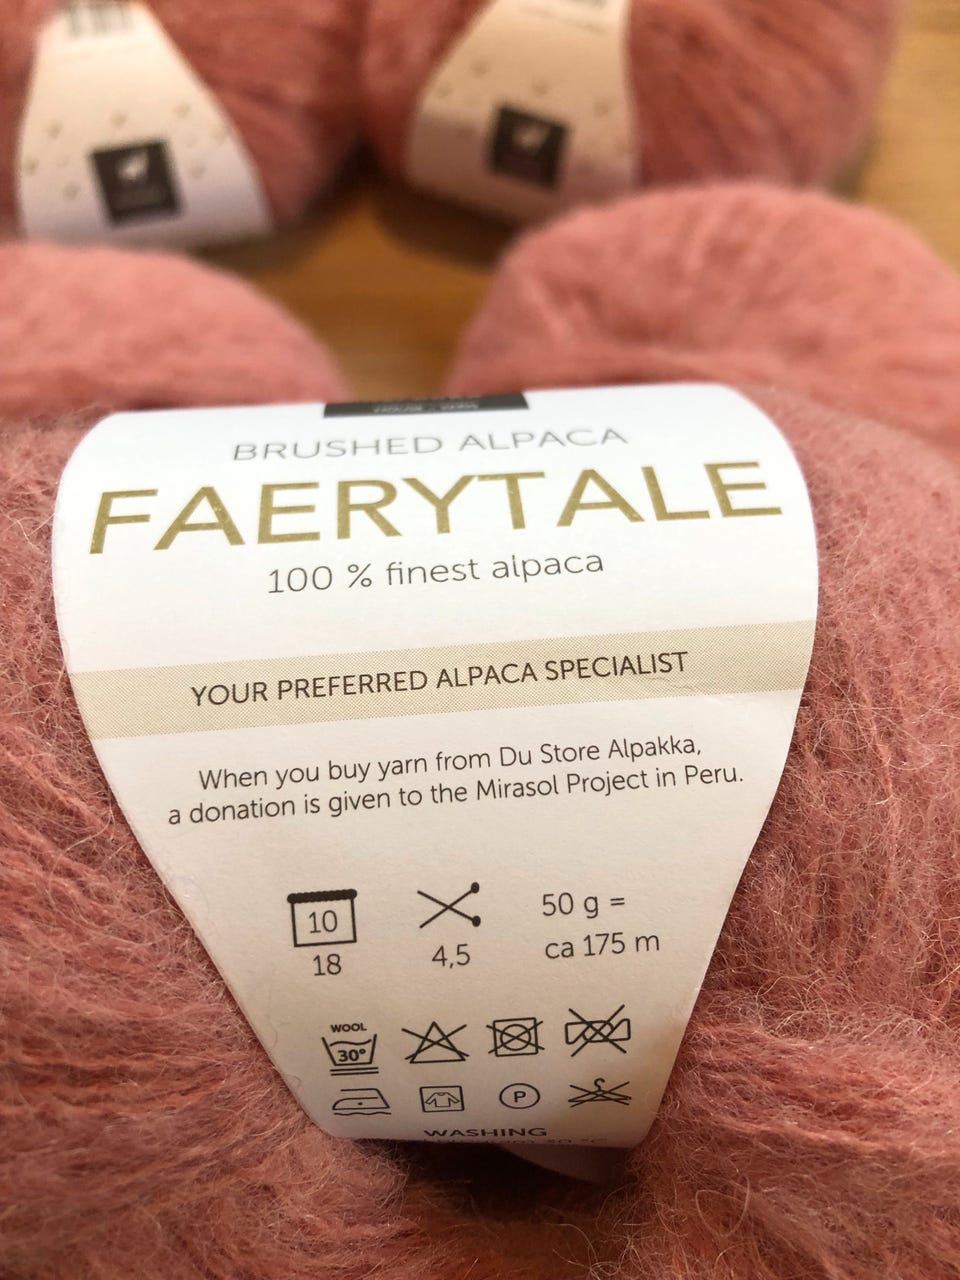 BRUSHED ALPACA
FAERYTALE
100 % finest alpaca
YOUR PREFERRED ALPACA SPECIALIST
When you buy yarn from Du Store Alpakka,
a donation is given to the Mirasol Project in Peru.
10
18
4,5
50 g =
ca 175 m
WOOL
30°
P
WASHING